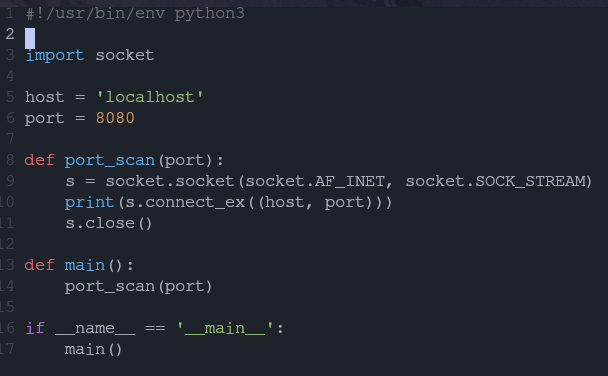 1 #!/usr/bin/env python3
2
3 import socket
4
5 host = 'localhost'
6 port = 8080
7
8 def port_scan(port):
9     s = socket.socket(socket.AF_INET, socket.SOCK_STREAM)
10     print(s.connect_ex((host, port)))
11     s.close()
12
13 def main():
14     port_scan(port)
15
16 if __name__ == '__main__':
17     main()